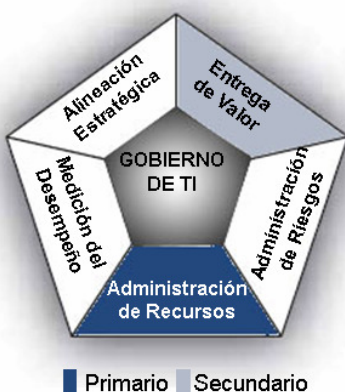 Alineación
Estratégica
Entrega
de Valor
GOBIERNO
DE TI
Medición del
Desempeño
Administración
de Riesgos
Administración
de Recursos
Primario
Secundario